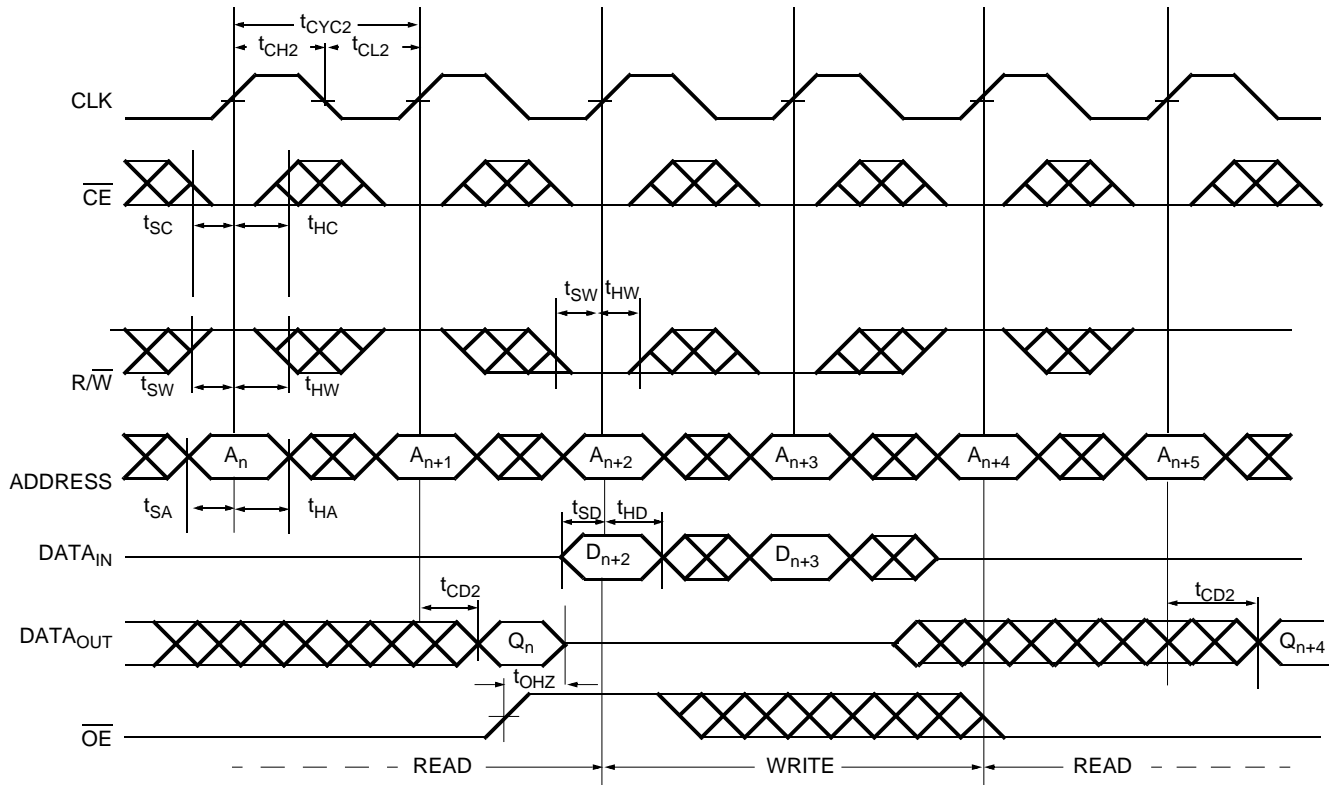 tCYC2
tCH2 tCL2
CLK
CE
tSC tHC
tSW tHW
R/W
tSW tHW
An An+1 An+2 An+3 An+4 An+5
ADDRESS
tSA tHA tSD tHD
DATAIN Dn+2 Dn+3
tCD2 tCD2
DATAOUT Qn Qn+4
tOHZ
OE
READ WRITE READ